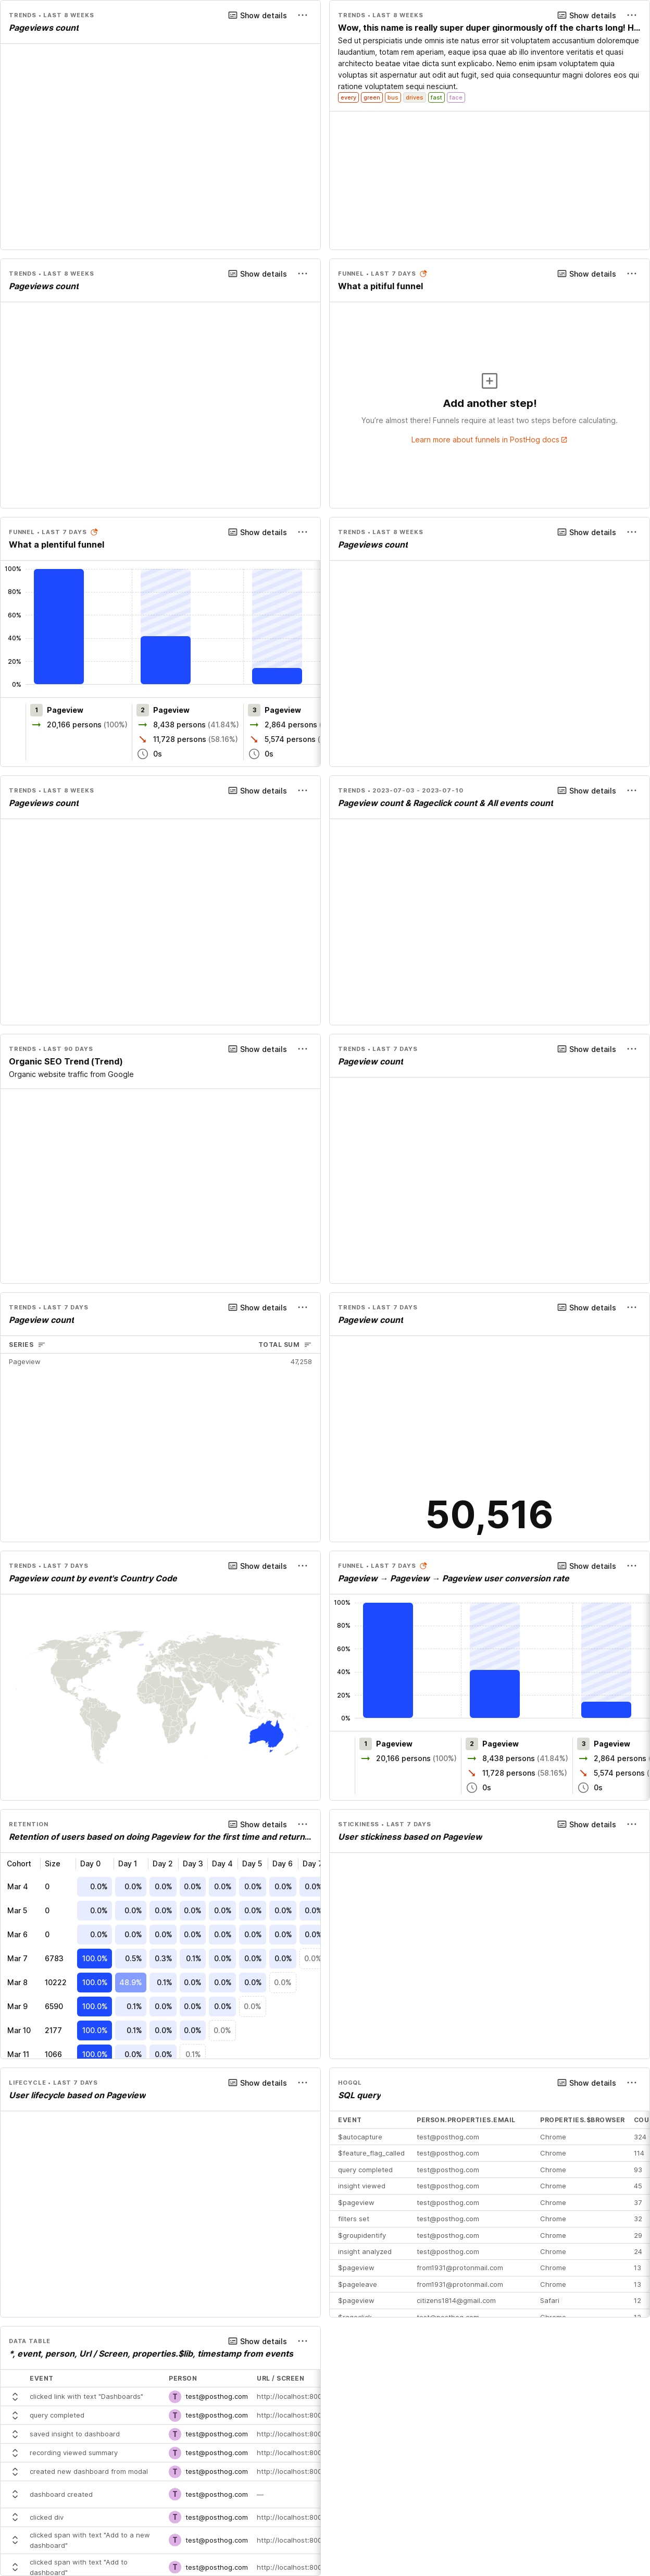 TRENDS • LAST 8 WEEKS
Show details
Pageviews count
TRENDS • LAST 8 WEEKS
Show details
Wow, this name is really super duper ginormously off the charts long! H...
Sed ut perspiciatis unde omnis iste natus error sit voluptatem accusantium doloremque
laudantium, totam rem aperiam, eaque ipsa quae ab illo inventore veritatis et quasi
architecto beatae vitae dicta sunt explicabo. Nemo enim ipsam voluptatem quia
voluptas sit aspernatur aut odit aut fugit, sed quia consequuntur magni dolores eos qui
ratione voluptatem sequi nesciunt.
every green bus drives fast face
TRENDS • LAST 8 WEEKS
Show details
Pageviews count
FUNNEL • LAST 7 DAYS
Show details
What a pitiful funnel
Add another step!
You're almost there! Funnels require at least two steps before calculating.
Learn more about funnels in PostHog docs
FUNNEL • LAST 7 DAYS
Show details
What a plentiful funnel
100%
80%
60%
40%
20%
0%
1 Pageview
20,166 persons (100%)
2 Pageview
8,438 persons (41.84%)
11,728 persons (58.16%)
0s
3 Pageview
2,864 persons
5,574 persons (
0s
TRENDS • LAST 8 WEEKS
Show details
Pageviews count
TRENDS • LAST 8 WEEKS
Show details
Pageviews count
TRENDS • 2023-07-03 - 2023-07-10
Show details
Pageview count & Rageclick count & All events count
TRENDS • LAST 90 DAYS
Show details
Organic SEO Trend (Trend)
Organic website traffic from Google
TRENDS • LAST 7 DAYS
Show details
Pageview count
TRENDS • LAST 7 DAYS
Show details
Pageview count
SERIES TOTAL SUM
Pageview 47,258
TRENDS • LAST 7 DAYS
Show details
Pageview count
50,516
TRENDS • LAST 7 DAYS
Show details
Pageview count by event's Country Code
FUNNEL • LAST 7 DAYS
Show details
Pageview → Pageview → Pageview user conversion rate
100%
80%
60%
40%
20%
0%
1 Pageview
20,166 persons (100%)
2 Pageview
8,438 persons (41.84%)
11,728 persons (58.16%)
0s
3 Pageview
2,864 persons
5,574 persons (
0s
RETENTION
Show details
Retention of users based on doing Pageview for the first time and return...
Cohort Size Day 0 Day 1 Day 2 Day 3 Day 4 Day 5 Day 6 Day 7
Mar 4 0 0.0% 0.0% 0.0% 0.0% 0.0% 0.0% 0.0% 0.0%
Mar 5 0 0.0% 0.0% 0.0% 0.0% 0.0% 0.0% 0.0% 0.0%
Mar 6 0 0.0% 0.0% 0.0% 0.0% 0.0% 0.0% 0.0% 0.0%
Mar 7 6783 100.0% 0.5% 0.3% 0.1% 0.0% 0.0% 0.0% 0.0%
Mar 8 10222 100.0% 48.9% 0.1% 0.0% 0.0% 0.0% 0.0%
Mar 9 6590 100.0% 0.1% 0.0% 0.0% 0.0% 0.0%
Mar 10 2177 100.0% 0.1% 0.0% 0.0% 0.0%
Mar 11 1066 100.0% 0.0% 0.0% 0.1%
STICKINESS • LAST 7 DAYS
Show details
User stickiness based on Pageview
LIFECYCLE • LAST 7 DAYS
Show details
User lifecycle based on Pageview
HOGQL
Show details
SQL query
EVENT PERSON.PROPERTIES.EMAIL PROPERTIES.$BROWSER COU
$autocapture test@posthog.com Chrome 324
$feature_flag_called test@posthog.com Chrome 114
query completed test@posthog.com Chrome 93
insight viewed test@posthog.com Chrome 45
$pageview test@posthog.com Chrome 37
filters set test@posthog.com Chrome 32
$groupidentify test@posthog.com Chrome 29
insight analyzed test@posthog.com Chrome 24
$pageview from1931@protonmail.com Chrome 13
$pageleave from1931@protonmail.com Chrome 13
$pageview citizens1814@gmail.com Safari 12
DATA TABLE
Show details
*, event, person, Url / Screen, properties.$lib, timestamp from events
EVENT PERSON URL / SCREEN
clicked link with text "Dashboards" T test@posthog.com http://localhost:800
query completed T test@posthog.com http://localhost:800
saved insight to dashboard T test@posthog.com http://localhost:800
recording viewed summary T test@posthog.com http://localhost:800
created new dashboard from modal T test@posthog.com http://localhost:800
dashboard created T test@posthog.com —
clicked div T test@posthog.com http://localhost:800
clicked span with text "Add to a new
dashboard" T test@posthog.com http://localhost:800
clicked span with text "Add to
dashboard" T test@posthog.com http://localhost:800